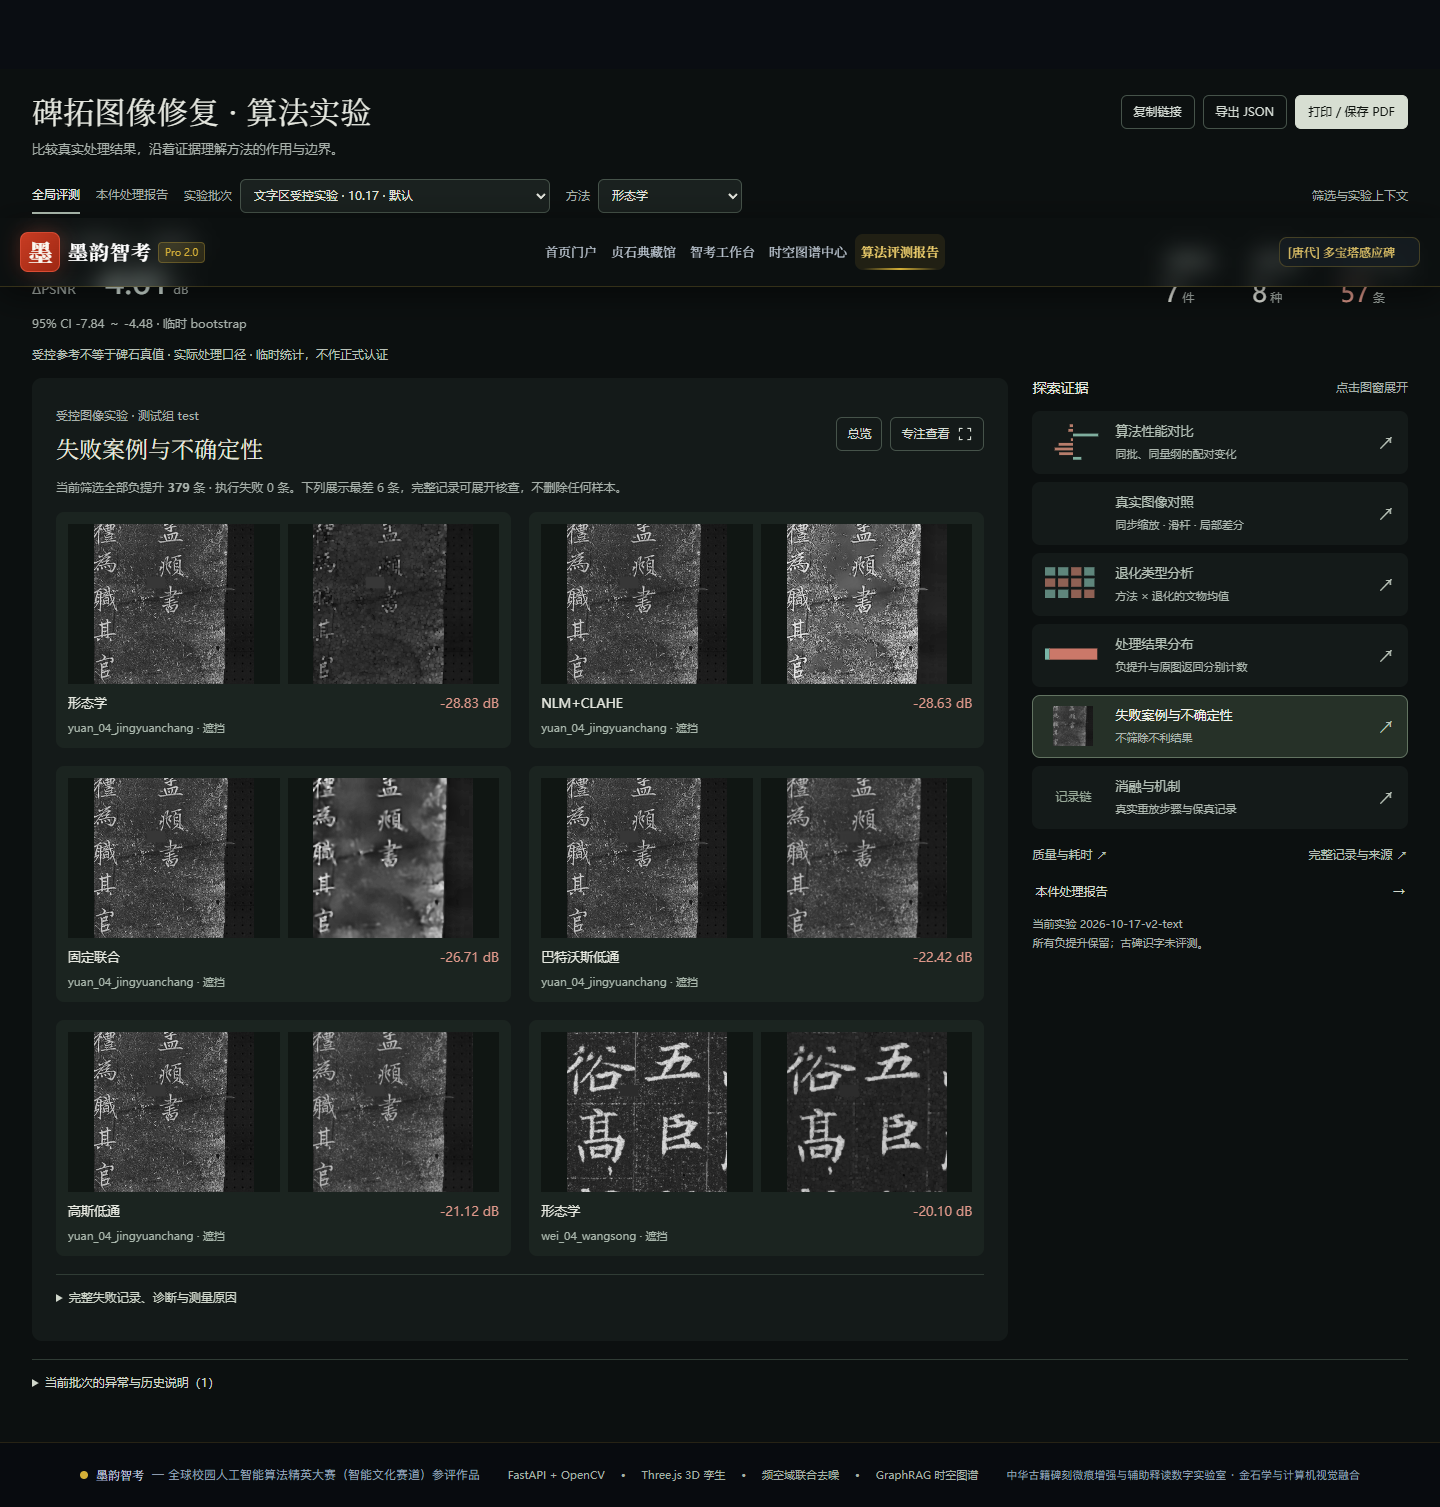 碑拓图像修复 · 算法实验
复制链接
导出 JSON
打印 / 保存 PDF
比较真实处理结果，沿着证据理解方法的作用与边界。
全局评测
本件处理报告
实验批次
文字区受控实验 · 10.17 · 默认
方法
形态学
筛选与实验上下文
墨
墨韵智考
Pro 2.0
首页门户
贞石典藏馆
智考工作台
时空图谱中心
算法评测报告
[唐代] 多宝塔感应碑
ΔPSNR
dB
7 件
8 种
57 条
95% CI -7.84 ~ -4.48 · 临时 bootstrap
受控参考不等于碑石真值 · 实际处理口径 · 临时统计，不作正式认证
受控图像实验 · 测试组 test
失败案例与不确定性
总览
专注查看
当前筛选全部负提升 379 条 · 执行失败 0 条。下列展示最差 6 条，完整记录可展开核查，不删除任何样本。
形态学
-28.83 dB
yuan_04_jingyuanchang · 遮挡
NLM+CLAHE
-28.63 dB
yuan_04_jingyuanchang · 遮挡
固定联合
-26.71 dB
yuan_04_jingyuanchang · 遮挡
巴特沃斯低通
-22.42 dB
yuan_04_jingyuanchang · 遮挡
高斯低通
-21.12 dB
yuan_04_jingyuanchang · 遮挡
五
高 臣
形态学
-20.10 dB
wei_04_wangsong · 遮挡
完整失败记录、诊断与测量原因
探索证据
点击图窗展开
算法性能对比
同批、同量纲的配对变化
真实图像对照
同步缩放 · 滑杆 · 局部差分
退化类型分析
方法 × 退化的文物均值
处理结果分布
负提升与原图返回分别计数
失败案例与不确定性
不筛除不利结果
记录链
消融与机制
真实重放步骤与保真记录
质量与耗时 ↗
完整记录与来源 ↗
本件处理报告 →
当前实验 2026-10-17-v2-text
所有负提升保留；古碑识字未评测。
当前批次的异常与历史说明（1）
墨韵智考 — 全球校园人工智能算法精英大赛（智能文化赛道）参评作品
FastAPI + OpenCV • Three.js 3D 孪生 • 频空域联合去噪 • GraphRAG 时空图谱
中华古籍碑刻微痕增强与辅助释读数字实验室 · 金石学与计算机视觉融合